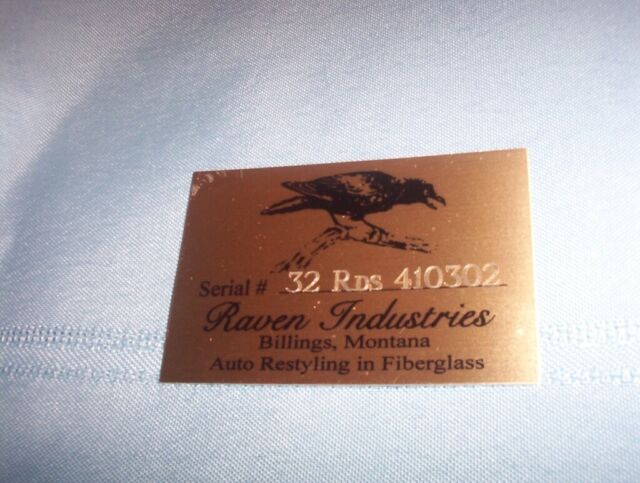 Serial # 32 RDS 410302
Raven Industries
Billings, Montana
Auto Restyling in Fiberglass